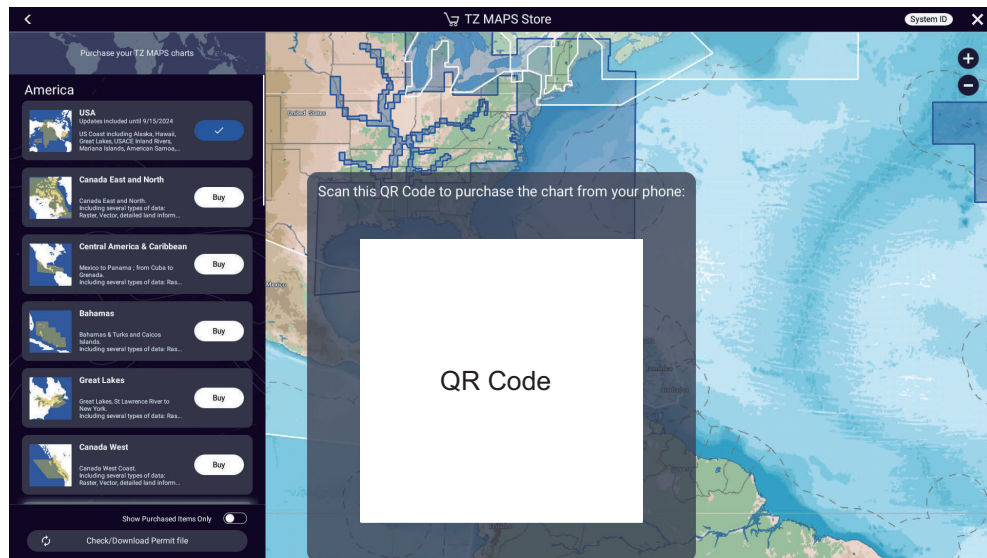 TZ MAPS Store
System ID
Purchase your TZ MAPS charts
America
USA
Updates included until 9/15/2024
US Coast including Alaska, Hawaii,
Great Lakes, USACE Inland Rivers,
Mariana Islands, American Samoa,...
Canada East and North
Canada East and North.
Including several types of data:
Raster, Vector, detailed land inform...
Buy
Central America & Caribbean
Mexico to Panama ; from Cuba to
Grenada.
Including several types of data: Ras...
Buy
Bahamas
Bahamas & Turks and Caicos
Islands.
Including several types of data: Ras...
Buy
Great Lakes
Great Lakes, St Lawrence River to
New York.
Including several types of data: Ras...
Buy
Canada West
Canada West Coast.
Including several types of data:
Raster, Vector, detailed land inform...
Buy
Show Purchased Items Only
Check/Download Permit file
United States
Mexico
Scan this QR Code to purchase the chart from your phone:
QR Code